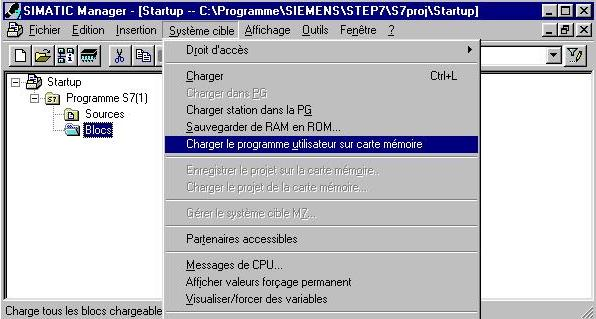 SIMATIC Manager - [Startup -- C:\Programme\SIEMENS\STEP7\S7proj\Startup]
Fichier Edition Insertion Système cible Affichage Outils Fenêtre ?
Droit d'accès
Charger Ctrl+L
Charger dans PG
Charger station dans la PG
Sauvegarder de RAM en ROM...
Charger le programme utilisateur sur carte mémoire
Enregistrer le projet sur la carte mémoire..
Charger le projet de la carte mémoire...
Gérer le système cible M7...
Partenaires accessibles
Messages de CPU...
Afficher valeurs forçage permanent
Visualiser/forcer des variables
Startup
S7 Programme S7(1)
Sources
Blocs
Charge tous les blocs chargeable